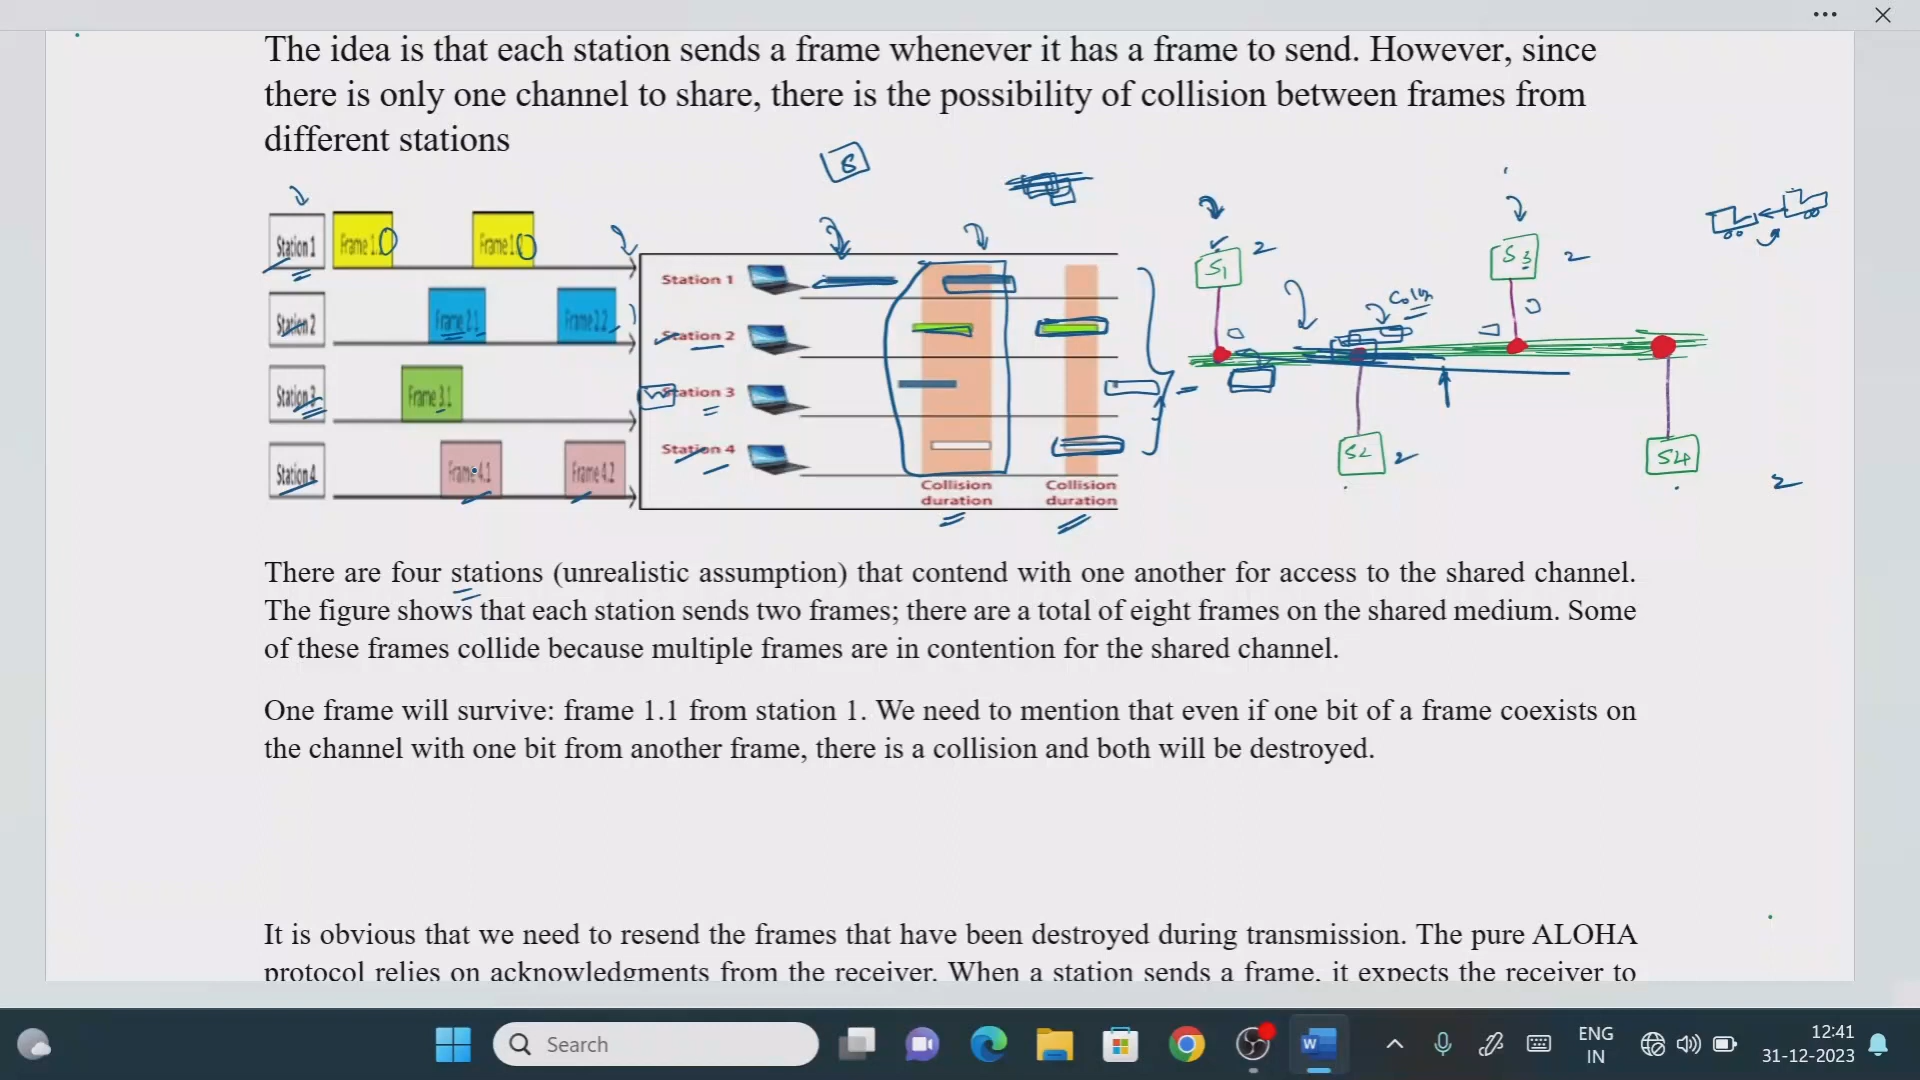 The idea is that each station sends a frame whenever it has a frame to send. However, since
there is only one channel to share, there is the possibility of collision between frames from
different stations
8
Station 1
Frame 1.
Frame 1.
Station 2
Frame 2.1
Frame 2.2
Station 3
Frame 3.1
Station 4
Frame 4.1
Frame 4.2
Station 1
Station 2
Station 3
Station 4
Collision
duration
Collision
duration
S1
2
S3
2
S2
2
S4
2
There are four stations (unrealistic assumption) that contend with one another for access to the shared channel.
The figure shows that each station sends two frames; there are a total of eight frames on the shared medium. Some
of these frames collide because multiple frames are in contention for the shared channel.
One frame will survive: frame 1.1 from station 1. We need to mention that even if one bit of a frame coexists on
the channel with one bit from another frame, there is a collision and both will be destroyed.
It is obvious that we need to resend the frames that have been destroyed during transmission. The pure ALOHA
protocol relies on acknowledgments from the receiver. When a station sends a frame, it expects the receiver to
Search
ENG
IN
12:41
31-12-2023